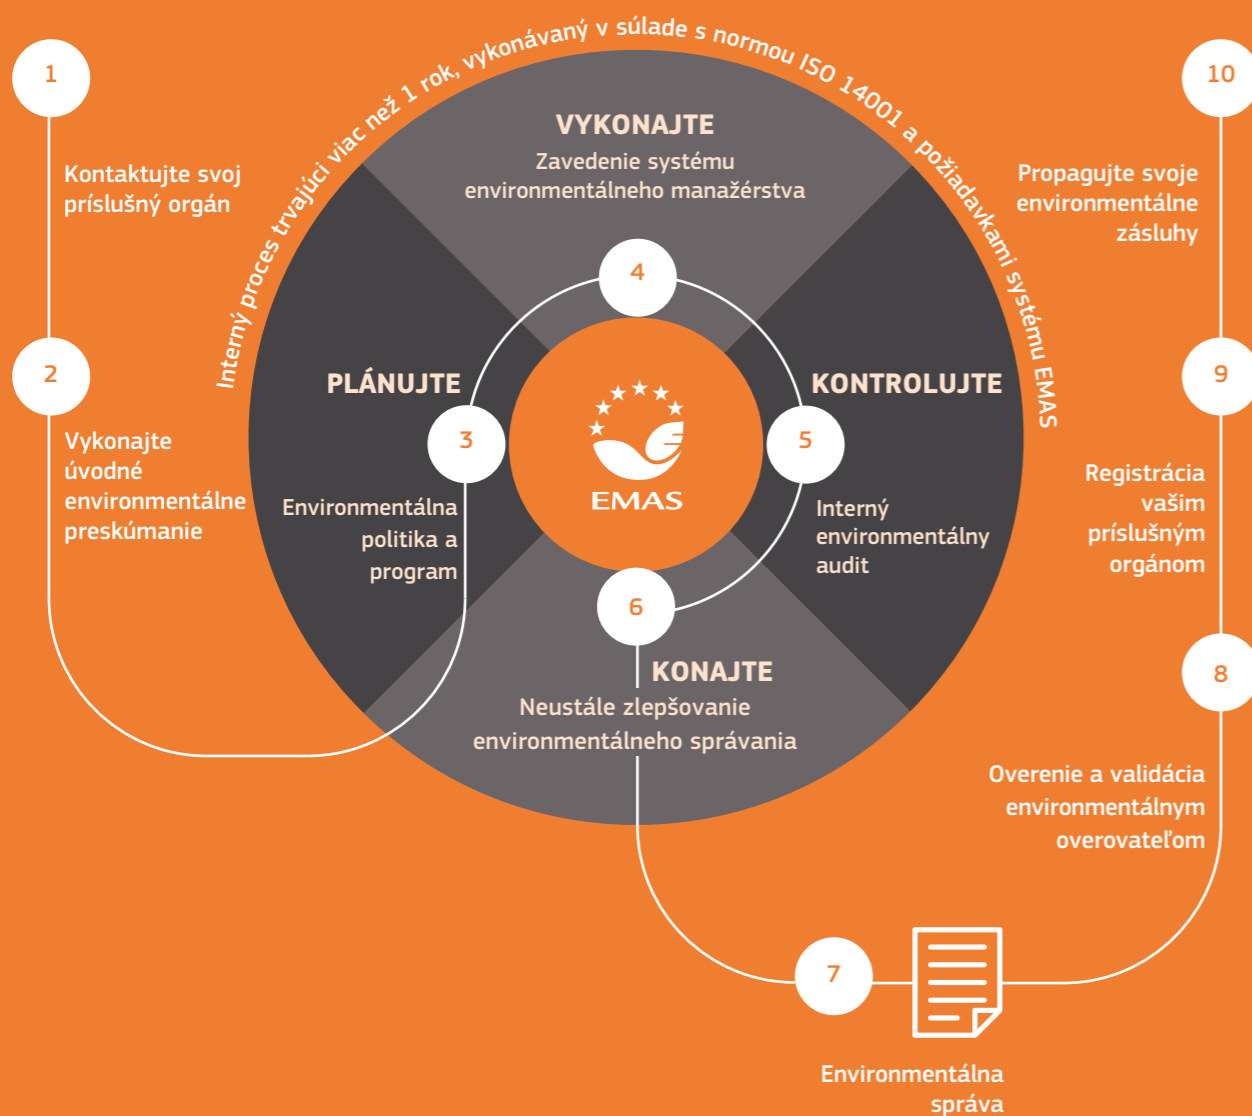 Interný proces trvajúci viac než 1 rok, vykonávaný v súlade s normou ISO 14001 a požiadavkami systému EMAS
1
Kontaktujte svoj
príslušný orgán
2
Vykonajte
úvodné
environmentálne
preskúmanie
PLÁNUJTE
3
Environmentálna
politika a
program
VYKONAJTE
Zavedenie systému
environmentálneho manažérstva
4
EMAS
KONTROLUJTE
5
Interný
environmentálny
audit
6
KONAJTE
Neustále zlepšovanie
environmentálneho správania
7
Environmentálna
správa
8
Overenie a validácia
environmentálnym
overovateľom
9
Registrácia
vašim
príslušným
orgánom
10
Propagujte svoje
environmentálne
zásluhy